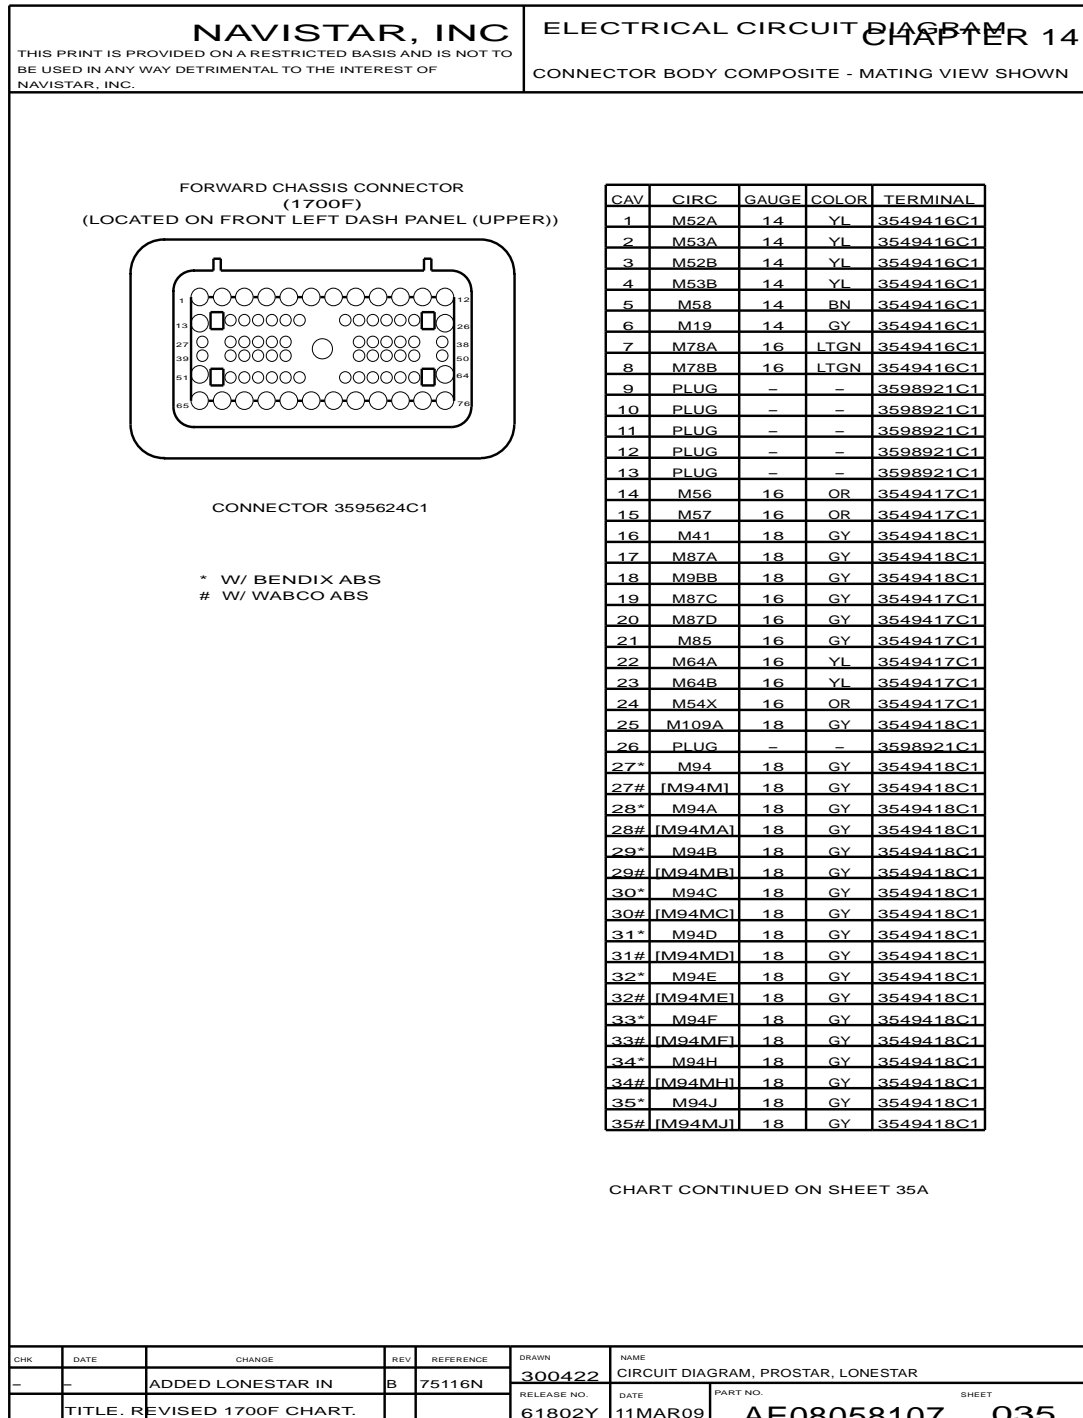 NAVISTAR, INC
THIS PRINT IS PROVIDED ON A RESTRICTED BASIS AND IS NOT TO
BE USED IN ANY WAY DETRIMENTAL TO THE INTEREST OF
NAVISTAR, INC.
ELECTRICAL CIRCUIT DIAGRAM
CHAPTER 14
CONNECTOR BODY COMPOSITE - MATING VIEW SHOWN
FORWARD CHASSIS CONNECTOR
(1700F)
(LOCATED ON FRONT LEFT DASH PANEL (UPPER))
1 12
13 26
27 38
39 50
51 64
65 76
CONNECTOR 3595624C1
* W/ BENDIX ABS
# W/ WABCO ABS
CAV CIRC GAUGE COLOR TERMINAL
1 M52A 14 YL 3549416C1
2 M53A 14 YL 3549416C1
3 M52B 14 YL 3549416C1
4 M53B 14 YL 3549416C1
5 M58 14 BN 3549416C1
6 M19 14 GY 3549416C1
7 M78A 16 LTGN 3549416C1
8 M78B 16 LTGN 3549416C1
9 PLUG – – 3598921C1
10 PLUG – – 3598921C1
11 PLUG – – 3598921C1
12 PLUG – – 3598921C1
13 PLUG – – 3598921C1
14 M56 16 OR 3549417C1
15 M57 16 OR 3549417C1
16 M41 18 GY 3549418C1
17 M87A 18 GY 3549418C1
18 M9BB 18 GY 3549418C1
19 M87C 16 GY 3549417C1
20 M87D 16 GY 3549417C1
21 M85 16 GY 3549417C1
22 M64A 16 YL 3549417C1
23 M64B 16 YL 3549417C1
24 M54X 16 OR 3549417C1
25 M109A 18 GY 3549418C1
26 PLUG – – 3598921C1
27* M94 18 GY 3549418C1
27# [M94M] 18 GY 3549418C1
28* M94A 18 GY 3549418C1
28# [M94MA] 18 GY 3549418C1
29* M94B 18 GY 3549418C1
29# [M94MB] 18 GY 3549418C1
30* M94C 18 GY 3549418C1
30# [M94MC] 18 GY 3549418C1
31* M94D 18 GY 3549418C1
31# [M94MD] 18 GY 3549418C1
32* M94E 18 GY 3549418C1
32# [M94ME] 18 GY 3549418C1
33* M94F 18 GY 3549418C1
33# [M94MF] 18 GY 3549418C1
34* M94H 18 GY 3549418C1
34# [M94MH] 18 GY 3549418C1
35* M94J 18 GY 3549418C1
35# [M94MJ] 18 GY 3549418C1
CHART CONTINUED ON SHEET 35A
CHK DATE CHANGE REV REFERENCE
– – ADDED LONESTAR IN B 75116N
TITLE. REVISED 1700F CHART.
DRAWN
300422
NAME
CIRCUIT DIAGRAM, PROSTAR, LONESTAR
RELEASE NO.
61802Y
DATE
11MAR09
PART NO.
AE08058107
SHEET
035